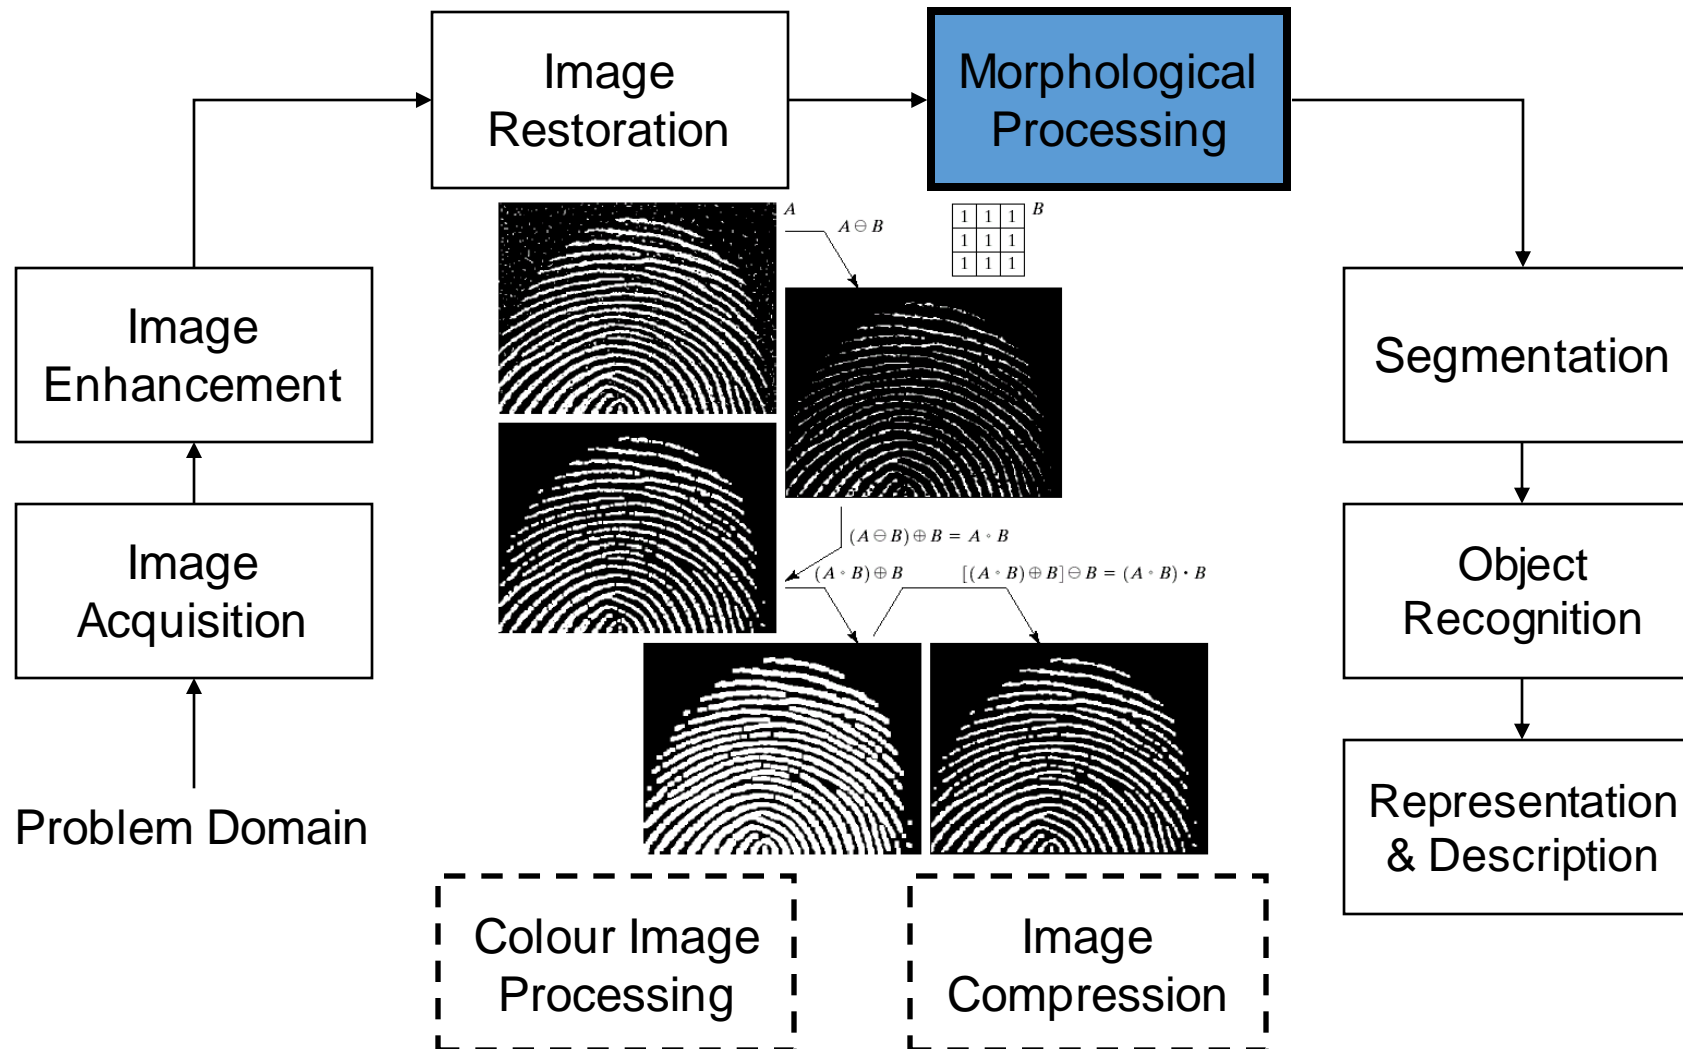 Image
Restoration
Morphological
Processing
A
A ⊖ B
1 1 1
1 1 1
1 1 1
B
Image
Enhancement
Segmentation
Image
Acquisition
(A ⊖ B) ⊕ B = A ∘ B
(A ∘ B) ⊕ B
[(A ∘ B) ⊕ B] ⊖ B = (A ∘ B) • B
Object
Recognition
Problem Domain
Representation
& Description
Colour Image
Processing
Image
Compression